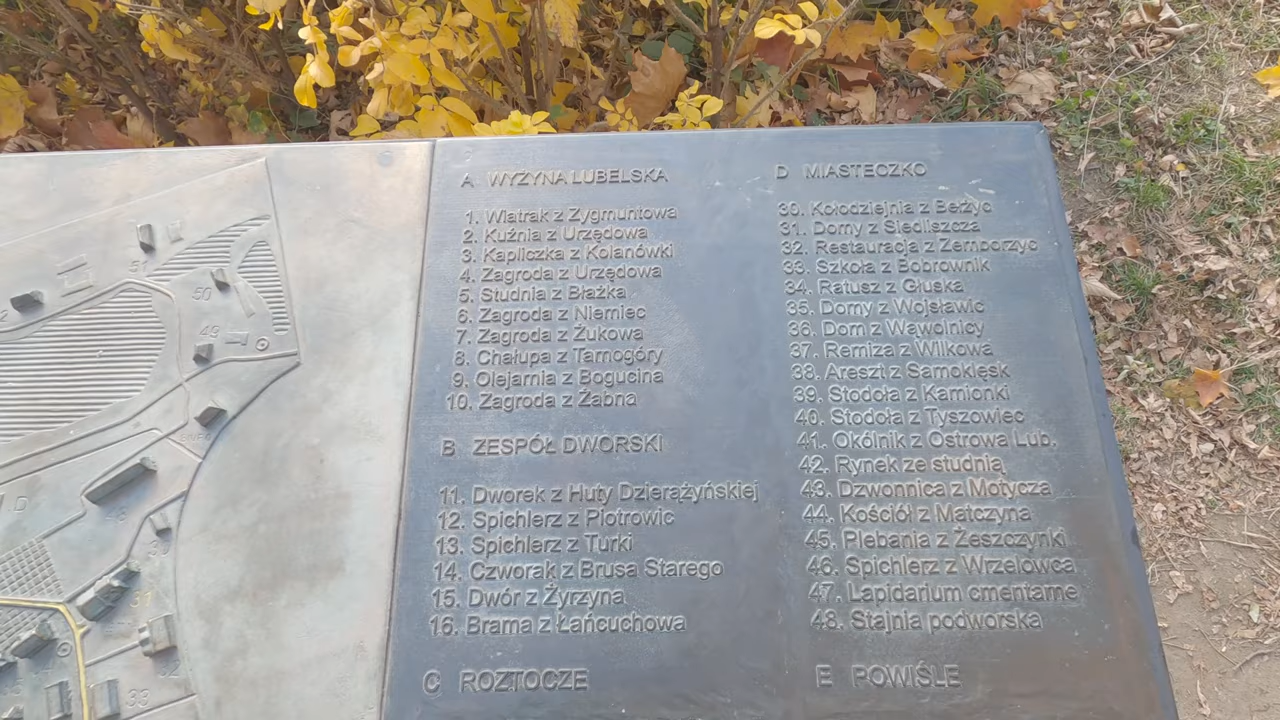 A WYŻYNA LUBELSKA
1. Wiatrak z Zygmuntowa
2. Kuźnia z Urzędowa
3. Kapliczka z Kolanówki
4. Zagroda z Urzędowa
5. Studnia z Błażka
6. Zagroda z Niemiec
7. Zagroda z Żukowa
8. Chałupa z Tarnogóry
9. Olejarnia z Bogucina
10. Zagroda z Żabna
B ZESPÓŁ DWORSKI
11. Dworek z Huty Dzierążyńskiej
12. Spichlerz z Piotrowic
13. Spichlerz z Turki
14. Czworak z Brusa Starego
15. Dwór z Żyrzyna
16. Brama z Łańcuchowa
C ROZTOCZE
D MIASTECZKO
30. Kołodziejnia z Bełżyc
31. Domy z Siedliszcza
32. Restauracja z Zemborzyc
33. Szkoła z Bobrownik
34. Ratusz z Głuska
35. Domy z Wojsławic
36. Dom z Wąwolnicy
37. Remiza z Wilkowa
38. Areszt z Samoklęsk
39. Stodoła z Kamionki
40. Stodoła z Tyszowiec
41. Okólnik z Ostrowa Lub.
42. Rynek ze studnią
43. Dzwonnica z Motycza
44. Kościół z Matczyna
45. Plebania z Żeszczynki
46. Spichlerz z Wrzelowca
47. Lapidarium cmentarne
48. Stajnia podworska
E POWIŚLE
51
50
49
D
30
31
32
33